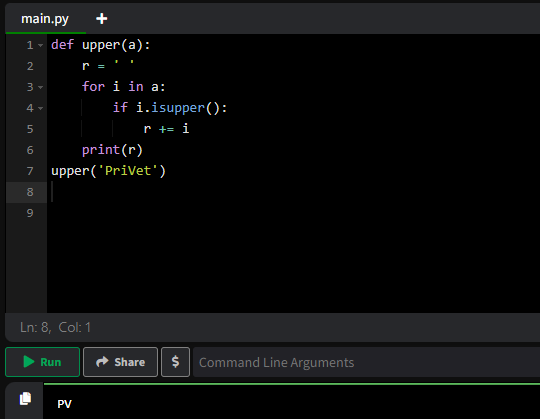 main.py +
1 def upper(a):
2     r = ' '
3     for i in a:
4         if i.isupper():
5             r += i
6     print(r)
7 upper('PriVet')
8
9
Ln: 8, Col: 1
Run Share $ Command Line Arguments
PV